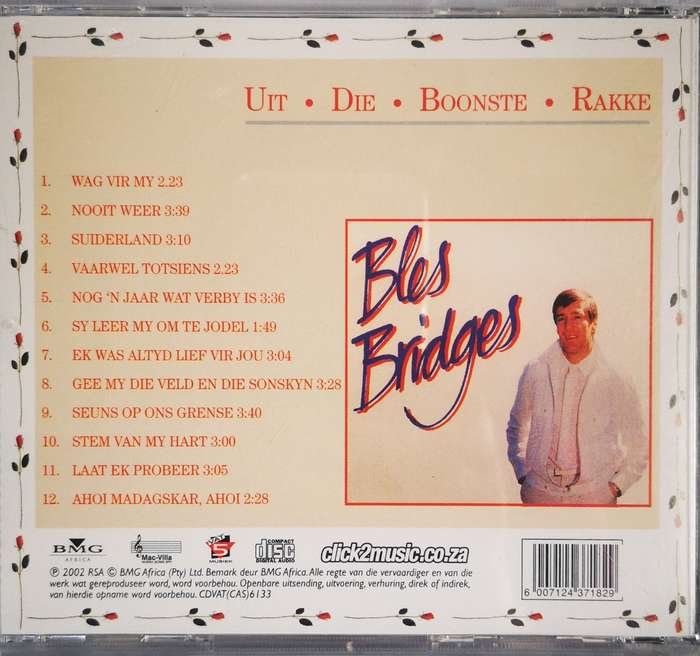 UIT • DIE • BOONSTE • RAKKE
1. WAG VIR MY 2.23
2. NOOIT WEER 3:39
3. SUIDERLAND 3:10
4. VAARWEL TOTSIENS 2.23
5. NOG 'N JAAR WAT VERBY IS 3:36
6. SY LEER MY OM TE JODEL 1:49
7. EK WAS ALTYD LIEF VIR JOU 3:04
8. GEE MY DIE VELD EN DIE SONSKYN 3:28
9. SEUNS OP ONS GRENSE 3:40
10. STEM VAN MY HART 3:00
11. LAAT EK PROBEER 3:05
12. AHOI MADAGSKAR, AHOI 2:28
Bles
Bridges
BMG
AFRICA
Mac-Villa
5
MUSIEK
COMPACT
disc
DIGITAL AUDIO
click2music.co.za
℗ 2002 RSA © BMG Africa (Pty) Ltd. Bemark deur BMG Africa. Alle regte van die vervaardiger en van die
werk wat gereproduseer word, word voorbehou. Openbare uitsending, uitvoering, verhuring, direk of indirek,
van hierdie opname word voorbehou. CDVAT(CAS)6133
6 007124 371829